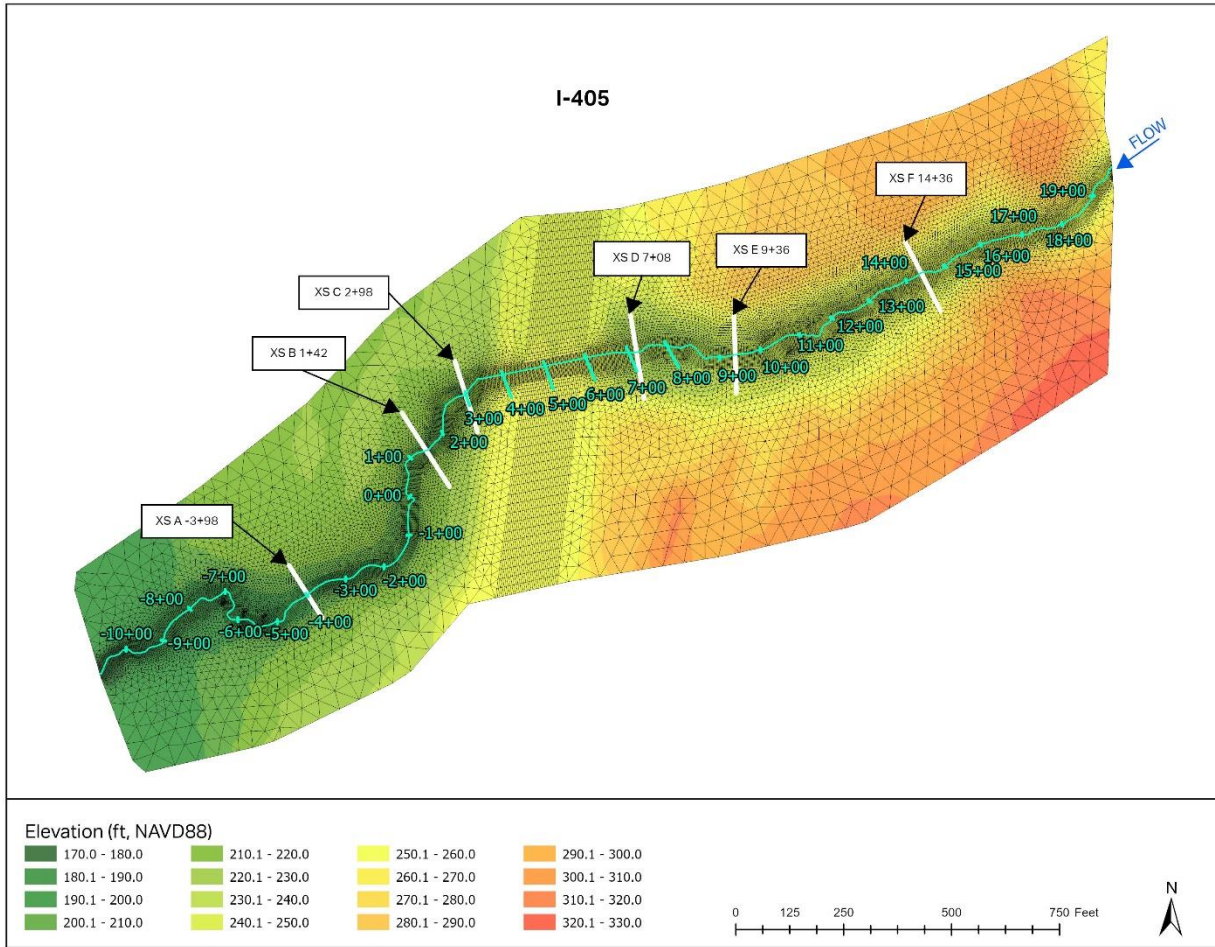 I-405
FLOW
XS F 14+36
19+00
17+00
18+00
16+00
14+00
15+00
XS D 7+08
XS E 9+36
13+00
12+00
11+00
10+00
XS C 2+98
9+00
8+00
7+00
6+00
5+00
4+00
3+00
XS B 1+42
2+00
1+00
0+00
-1+00
XS A -3+98
-2+00
-3+00
-7+00
-4+00
-8+00
-6+00
-5+00
-10+00
-9+00
Elevation (ft, NAVD88)
170.0 - 180.0
180.1 - 190.0
190.1 - 200.0
200.1 - 210.0
210.1 - 220.0
220.1 - 230.0
230.1 - 240.0
240.1 - 250.0
250.1 - 260.0
260.1 - 270.0
270.1 - 280.0
280.1 - 290.0
290.1 - 300.0
300.1 - 310.0
310.1 - 320.0
320.1 - 330.0
0 125 250 500 750 Feet
N